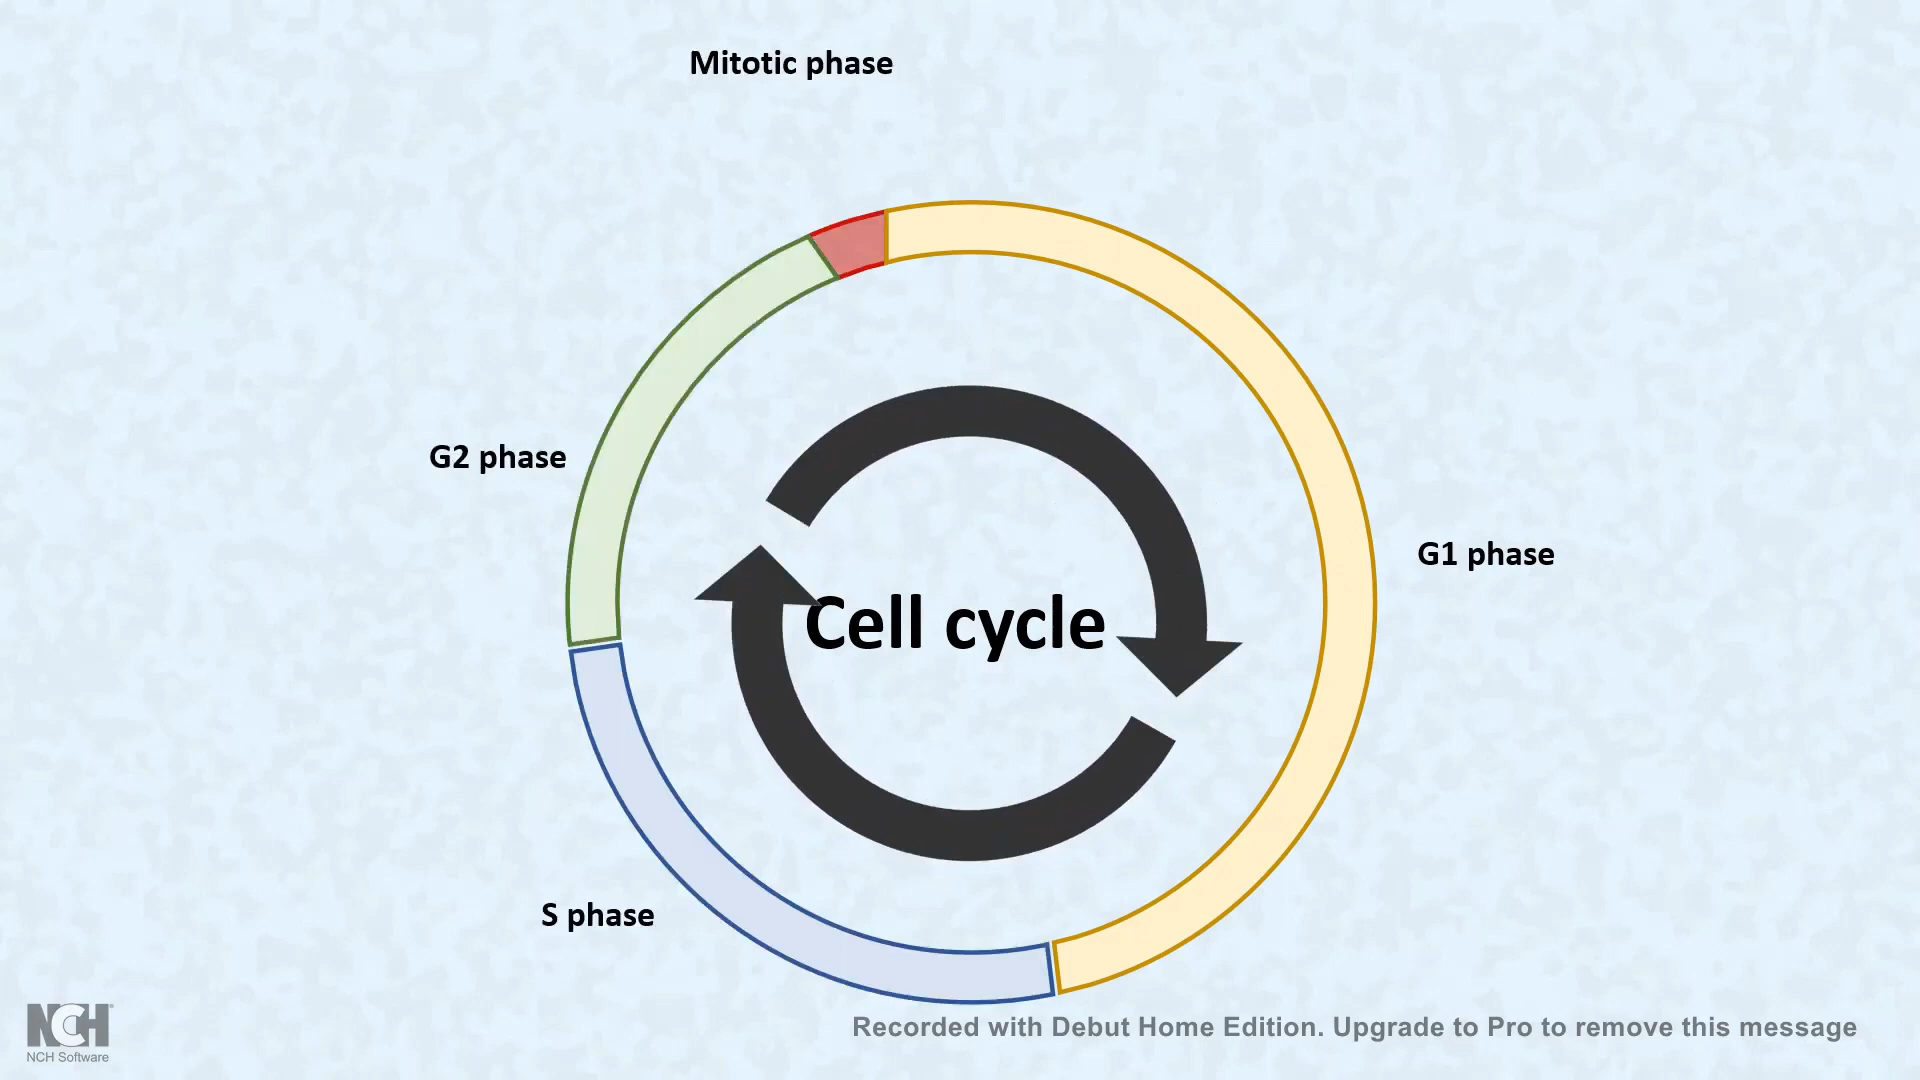 Mitotic phase
G2 phase
G1 phase
Cell cycle
S phase
NCH
NCH Software
Recorded with Debut Home Edition. Upgrade to Pro to remove this message